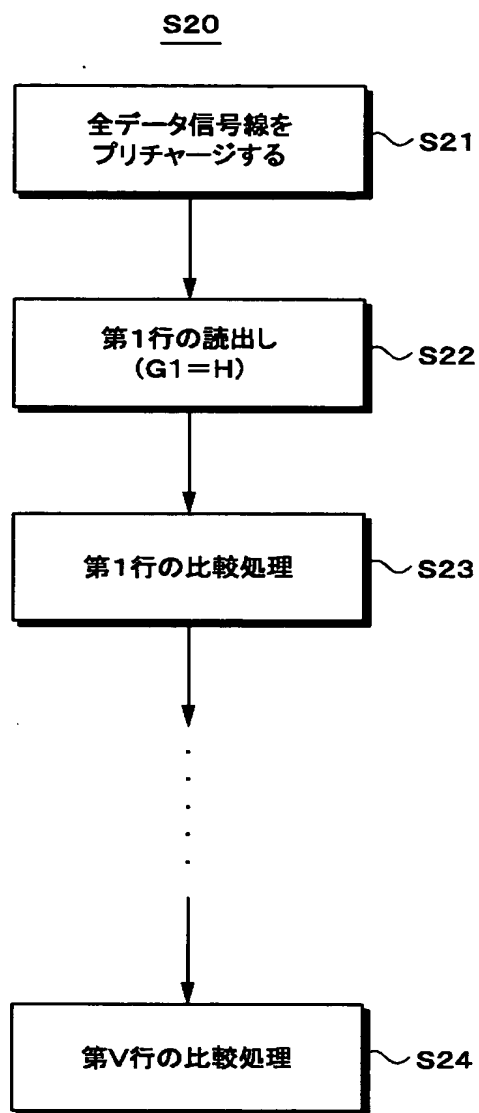 S20
全データ信号線を
プリチャージする
S21
第1行の読出し
(G1=H)
S22
第1行の比較処理
S23
第V行の比較処理
S24